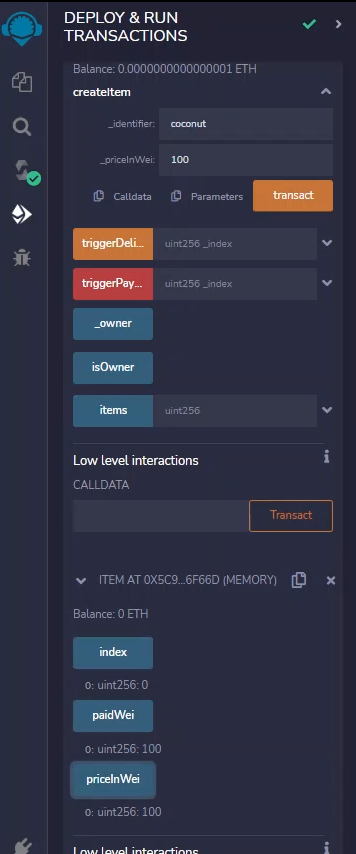 DEPLOY & RUN
TRANSACTIONS
Balance: 0.0000000000000001 ETH
createItem
_identifier: coconut
_priceInWei: 100
Calldata Parameters transact
triggerDeli... uint256 _index
triggerPay... uint256 _index
_owner
isOwner
items uint256
Low level interactions
CALLDATA
Transact
ITEM AT 0X5C9...6F66D (MEMORY)
Balance: 0 ETH
index
0: uint256: 0
paidWei
0: uint256: 100
priceInWei
0: uint256: 100
Low level interactions